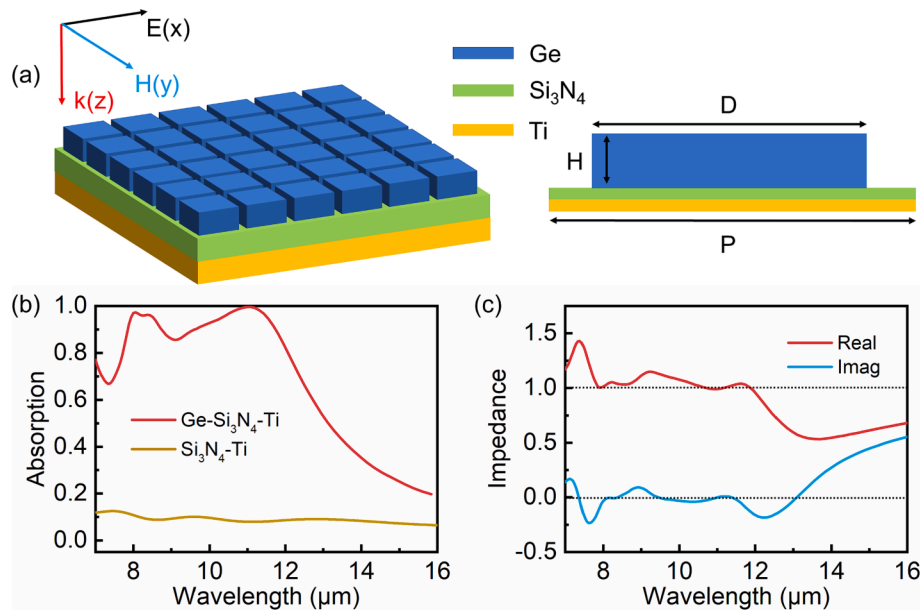 (a)
E(x)
H(y)
k(z)
Ge
Si₃N₄
Ti
D
H
P
(b)
1.0
0.8
0.6
0.4
0.2
0.0
Absorption
Ge-Si₃N₄-Ti
Si₃N₄-Ti
8 10 12 14 16
Wavelength (μm)
(c)
1.5
1.0
0.5
0.0
-0.5
Impedance
Real
Imag
8 10 12 14 16
Wavelength (μm)